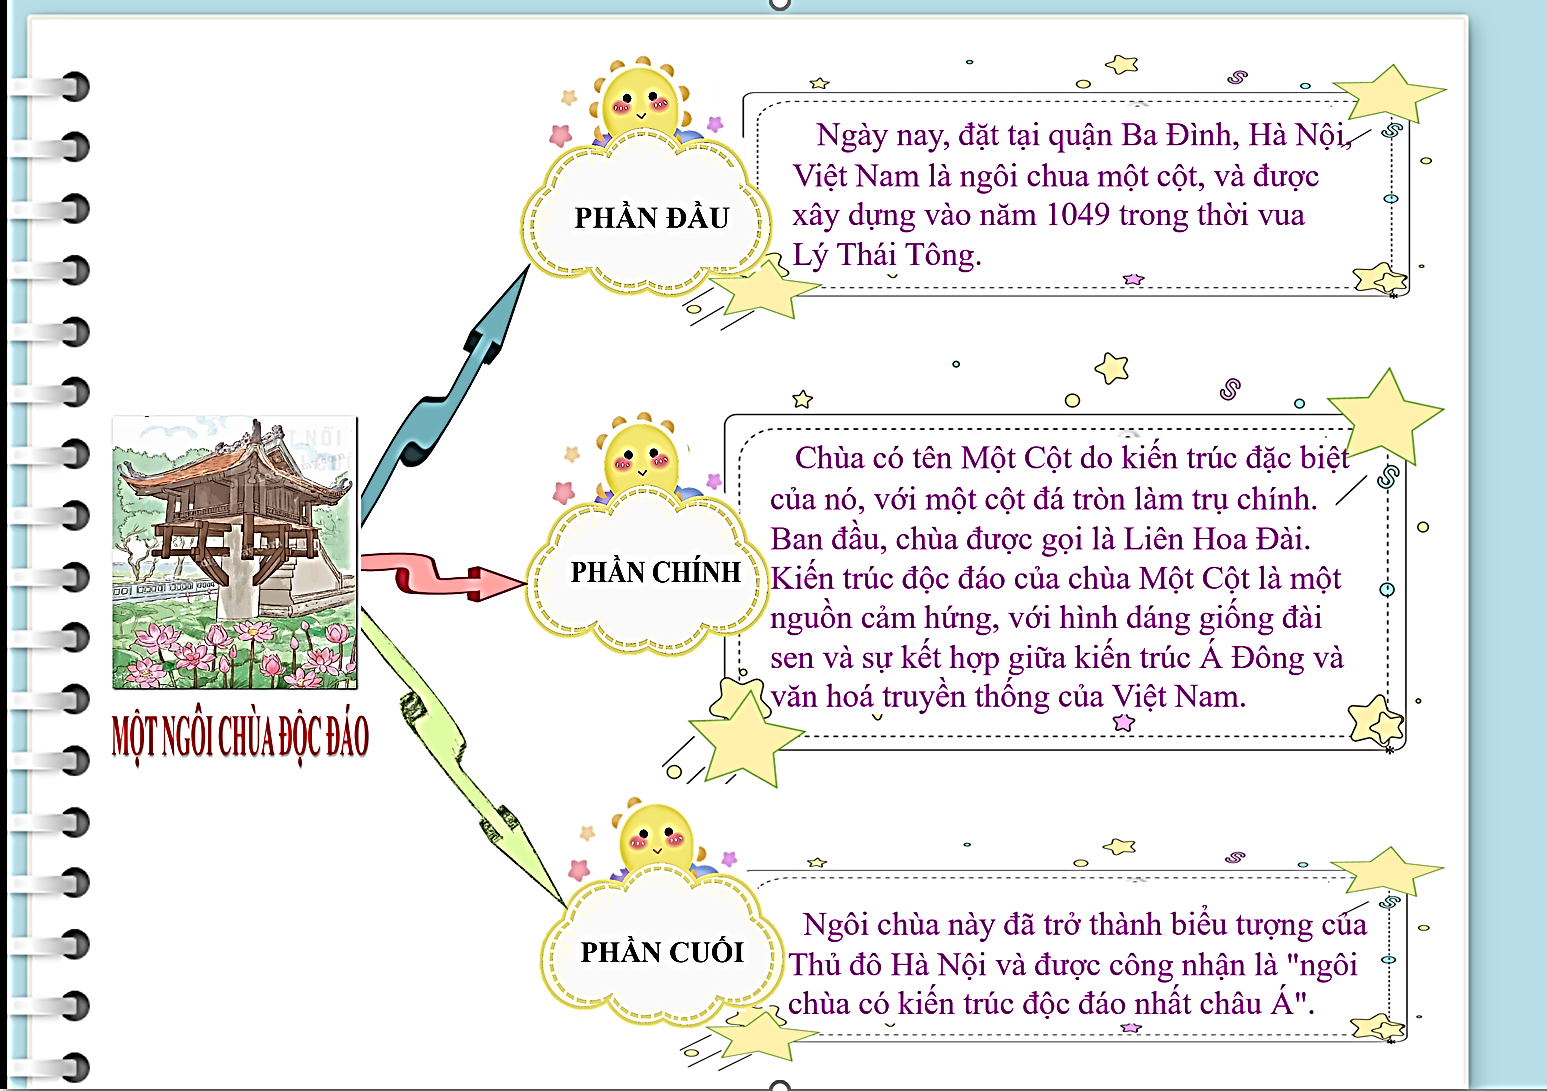 PHẦN ĐẦU
Ngày nay, đặt tại quận Ba Đình, Hà Nội,
Việt Nam là ngôi chua một cột, và được
xây dựng vào năm 1049 trong thời vua
Lý Thái Tông.
PHẦN CHÍNH
Chùa có tên Một Cột do kiến trúc đặc biệt
của nó, với một cột đá tròn làm trụ chính.
Ban đầu, chùa được gọi là Liên Hoa Đài.
Kiến trúc độc đáo của chùa Một Cột là một
nguồn cảm hứng, với hình dáng giống đài
sen và sự kết hợp giữa kiến trúc Á Đông và
văn hoá truyền thống của Việt Nam.
MỘT NGÔI CHÙA ĐỘC ĐÁO
PHẦN CUỐI
Ngôi chùa này đã trở thành biểu tượng của
Thủ đô Hà Nội và được công nhận là "ngôi
chùa có kiến trúc độc đáo nhất châu Á".